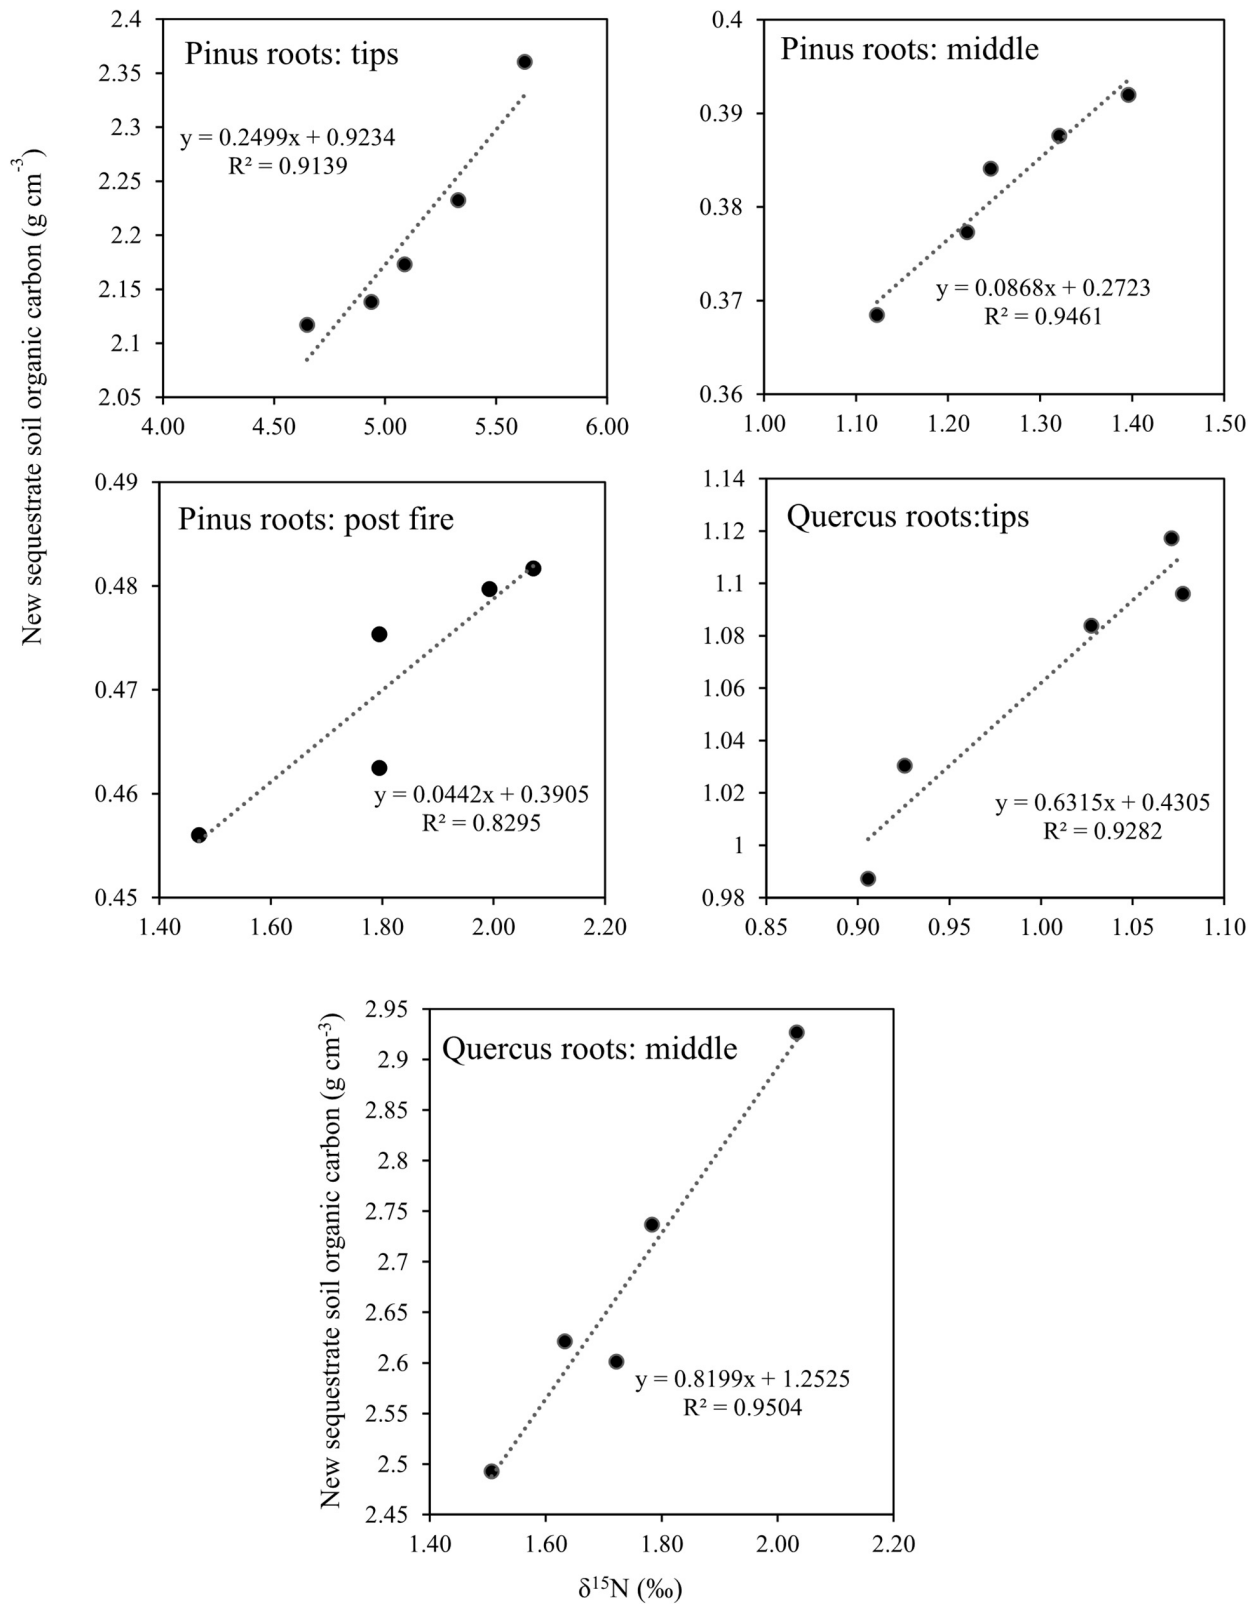 New sequestrate soil organic carbon (g cm⁻³)
Pinus roots: tips
y = 0.2499x + 0.9234
R² = 0.9139
2.4
2.35
2.3
2.25
2.2
2.15
2.1
2.05
4.00 4.50 5.00 5.50 6.00
Pinus roots: middle
y = 0.0868x + 0.2723
R² = 0.9461
0.4
0.39
0.38
0.37
0.36
1.00 1.10 1.20 1.30 1.40 1.50
Pinus roots: post fire
y = 0.0442x + 0.3905
R² = 0.8295
0.49
0.48
0.47
0.46
0.45
1.40 1.60 1.80 2.00 2.20
Quercus roots:tips
y = 0.6315x + 0.4305
R² = 0.9282
1.14
1.12
1.1
1.08
1.06
1.04
1.02
1
0.98
0.85 0.90 0.95 1.00 1.05 1.10
New sequestrate soil organic carbon (g cm⁻³)
Quercus roots: middle
y = 0.8199x + 1.2525
R² = 0.9504
2.95
2.9
2.85
2.8
2.75
2.7
2.65
2.6
2.55
2.5
2.45
1.40 1.60 1.80 2.00 2.20
δ¹⁵N (‰)